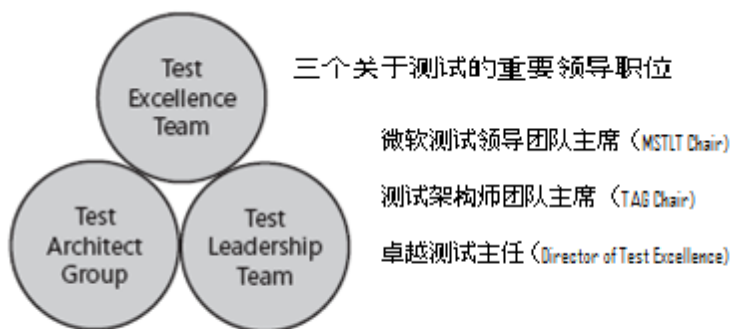 Test
Excellence
Team
三个关于测试的重要领导职位
微软测试领导团队主席（MSTLT Chair)
测试架构师团队主席（TAG Chair)
卓越测试主任（Director of Test Excellence)
Test
Architect
Group
Test
Leadership
Team